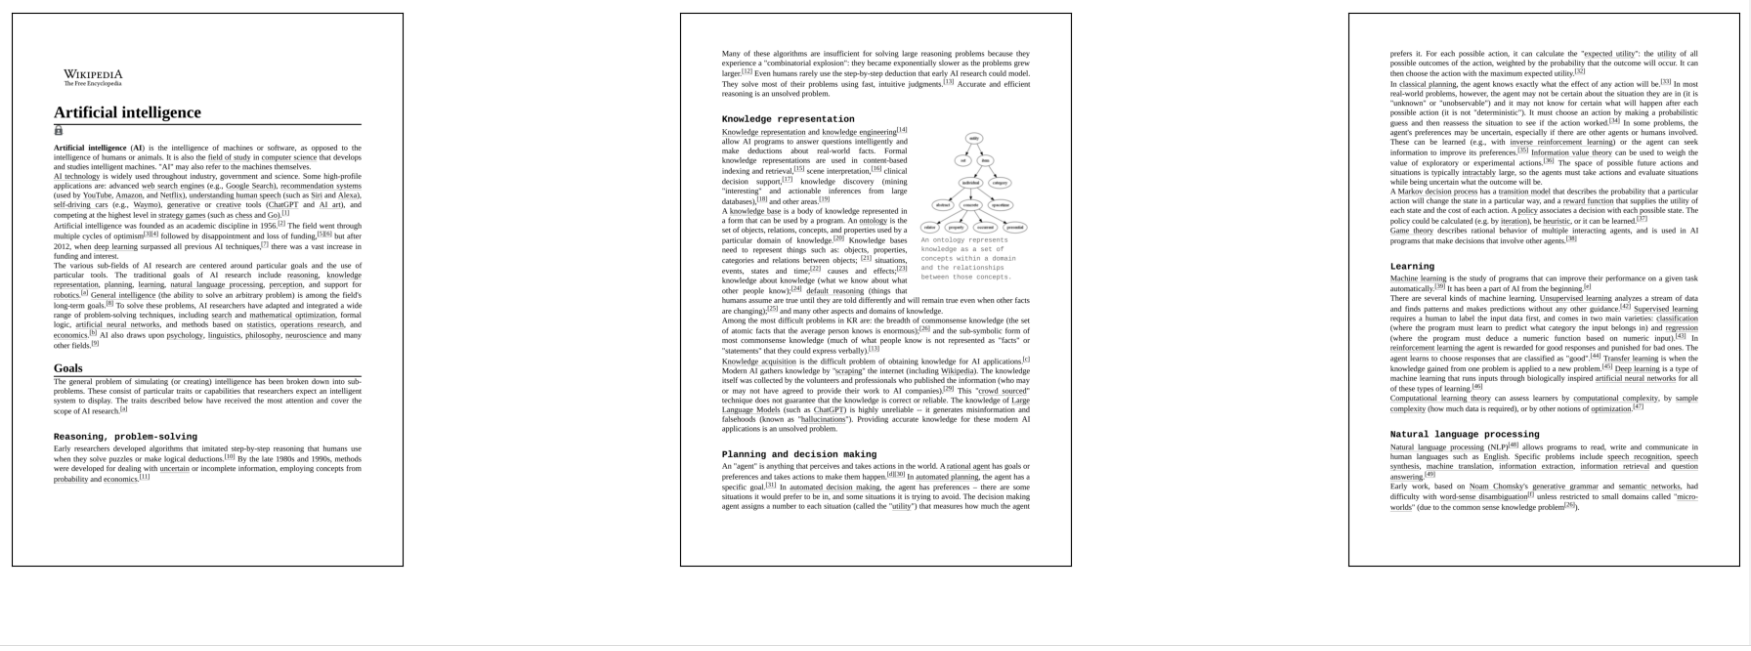 WIKIPEDIA
The Free Encyclopedia
Artificial intelligence
Artificial intelligence (AI) is the intelligence of machines or software, as opposed to the
intelligence of humans or animals. It is also the field of study in computer science that develops
and studies intelligent machines. "AI" may also refer to the machines themselves.
AI technology is widely used throughout industry, government and science. Some high-profile
applications are: advanced web search engines (e.g., Google Search), recommendation systems
(used by YouTube, Amazon, and Netflix), understanding human speech (such as Siri and Alexa),
self-driving cars (e.g., Waymo), generative or creative tools (ChatGPT and AI art), and
competing at the highest level in strategy games (such as chess and Go).[1]
Artificial intelligence was founded as an academic discipline in 1956.[2] The field went through
multiple cycles of optimism[3][4] followed by disappointment and loss of funding,[5][6] but after
2012, when deep learning surpassed all previous AI techniques,[7] there was a vast increase in
funding and interest.
The various sub-fields of AI research are centered around particular goals and the use of
particular tools. The traditional goals of AI research include reasoning, knowledge
representation, planning, learning, natural language processing, perception, and support for
robotics.[a] General intelligence (the ability to solve an arbitrary problem) is among the field's
long-term goals.[8] To solve these problems, AI researchers have adapted and integrated a wide
range of problem-solving techniques, including search and mathematical optimization, formal
logic, artificial neural networks, and methods based on statistics, operations research, and
economics.[b] AI also draws upon psychology, linguistics, philosophy, neuroscience and many
other fields.[9]
Goals
The general problem of simulating (or creating) intelligence has been broken down into sub-
problems. These consist of particular traits or capabilities that researchers expect an intelligent
system to display. The traits described below have received the most attention and cover the
scope of AI research.[a]
Reasoning, problem-solving
Early researchers developed algorithms that imitated step-by-step reasoning that humans use
when they solve puzzles or make logical deductions.[10] By the late 1980s and 1990s, methods
were developed for dealing with uncertain or incomplete information, employing concepts from
probability and economics.[11]
Many of these algorithms are insufficient for solving large reasoning problems because they
experience a "combinatorial explosion": they became exponentially slower as the problems grew
larger.[12] Even humans rarely use the step-by-step deduction that early AI research could model.
They solve most of their problems using fast, intuitive judgments.[13] Accurate and efficient
reasoning is an unsolved problem.
Knowledge representation
Knowledge representation and knowledge engineering[14]
allow AI programs to answer questions intelligently and
make deductions about real-world facts. Formal
knowledge representations are used in content-based
indexing and retrieval,[15] scene interpretation,[16] clinical
decision support,[17] knowledge discovery (mining
"interesting" and actionable inferences from large
databases),[18] and other areas.[19]
A knowledge base is a body of knowledge represented in
a form that can be used by a program. An ontology is the
set of objects, relations, concepts, and properties used by a
particular domain of knowledge.[20] Knowledge bases
need to represent things such as: objects, properties,
categories and relations between objects; [21] situations,
events, states and time;[22] causes and effects;[23]
knowledge about knowledge (what we know about what
other people know);[24] default reasoning (things that
An ontology represents
knowledge as a set of
concepts within a domain
and the relationships
between those concepts.
humans assume are true until they are told differently and will remain true even when other facts
are changing);[25] and many other aspects and domains of knowledge.
Among the most difficult problems in KR are: the breadth of commonsense knowledge (the set
of atomic facts that the average person knows is enormous);[26] and the sub-symbolic form of
most commonsense knowledge (much of what people know is not represented as "facts" or
"statements" that they could express verbally).[13]
Knowledge acquisition is the difficult problem of obtaining knowledge for AI applications.[c]
Modern AI gathers knowledge by "scraping" the internet (including Wikipedia). The knowledge
itself was collected by the volunteers and professionals who published the information (who may
or may not have agreed to provide their work to AI companies).[29] This "crowd sourced"
technique does not guarantee that the knowledge is correct or reliable. The knowledge of Large
Language Models (such as ChatGPT) is highly unreliable -- it generates misinformation and
falsehoods (known as "hallucinations"). Providing accurate knowledge for these modern AI
applications is an unsolved problem.
Planning and decision making
An "agent" is anything that perceives and takes actions in the world. A rational agent has goals or
preferences and takes actions to make them happen.[d][30] In automated planning, the agent has a
specific goal.[31] In automated decision making, the agent has preferences – there are some
situations it would prefer to be in, and some situations it is trying to avoid. The decision making
agent assigns a number to each situation (called the "utility") that measures how much the agent
prefers it. For each possible action, it can calculate the "expected utility": the utility of all
possible outcomes of the action, weighted by the probability that the outcome will occur. It can
then choose the action with the maximum expected utility.[32]
In classical planning, the agent knows exactly what the effect of any action will be.[33] In most
real-world problems, however, the agent may not be certain about the situation they are in (it is
"unknown" or "unobservable") and it may not know for certain what will happen after each
possible action (it is not "deterministic"). It must choose an action by making a probabilistic
guess and then reassess the situation to see if the action worked.[34] In some problems, the
agent's preferences may be uncertain, especially if there are other agents or humans involved.
These can be learned (e.g., with inverse reinforcement learning) or the agent can seek
information to improve its preferences.[35] Information value theory can be used to weigh the
value of exploratory or experimental actions.[36] The space of possible future actions and
situations is typically intractably large, so the agents must take actions and evaluate situations
while being uncertain what the outcome will be.
A Markov decision process has a transition model that describes the probability that a particular
action will change the state in a particular way, and a reward function that supplies the utility of
each state and the cost of each action. A policy associates a decision with each possible state. The
policy could be calculated (e.g. by iteration), be heuristic, or it can be learned.[37]
Game theory describes rational behavior of multiple interacting agents, and is used in AI
programs that make decisions that involve other agents.[38]
Learning
Machine learning is the study of programs that can improve their performance on a given task
automatically.[39] It has been a part of AI from the beginning.[e]
There are several kinds of machine learning. Unsupervised learning analyzes a stream of data
and finds patterns and makes predictions without any other guidance.[42] Supervised learning
requires a human to label the input data first, and comes in two main varieties: classification
(where the program must learn to predict what category the input belongs in) and regression
(where the program must deduce a numeric function based on numeric input).[43] In
reinforcement learning the agent is rewarded for good responses and punished for bad ones. The
agent learns to choose responses that are classified as "good".[44] Transfer learning is when the
knowledge gained from one problem is applied to a new problem.[45] Deep learning is a type of
machine learning that runs inputs through biologically inspired artificial neural networks for all
of these types of learning.[46]
Computational learning theory can assess learners by computational complexity, by sample
complexity (how much data is required), or by other notions of optimization.[47]
Natural language processing
Natural language processing (NLP)[48] allows programs to read, write and communicate in
human languages such as English. Specific problems include speech recognition, speech
synthesis, machine translation, information extraction, information retrieval and question
answering.[49]
Early work, based on Noam Chomsky's generative grammar and semantic networks, had
difficulty with word-sense disambiguation[f] unless restricted to small domains called "micro-
worlds" (due to the common sense knowledge problem[26]).